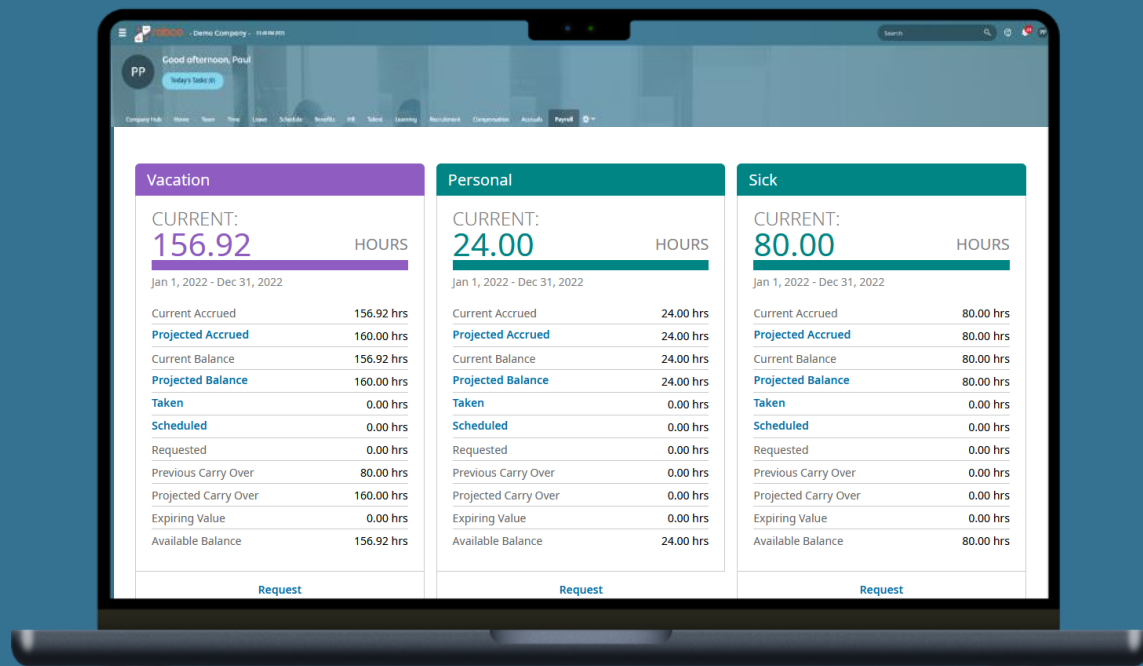 rabco - Demo Company -
Search
PP
Good afternoon, Paul
PP
Today's Tasks (0)
Company Hub Home Team Time Leave Schedule Benefits HR Talent Learning Recruitment Compensation Accruals Payroll
Vacation
CURRENT:
156.92 HOURS
Jan 1, 2022 - Dec 31, 2022
Current Accrued 156.92 hrs
Projected Accrued 160.00 hrs
Current Balance 156.92 hrs
Projected Balance 160.00 hrs
Taken 0.00 hrs
Scheduled 0.00 hrs
Requested 0.00 hrs
Previous Carry Over 80.00 hrs
Projected Carry Over 160.00 hrs
Expiring Value 0.00 hrs
Available Balance 156.92 hrs
Request
Personal
CURRENT:
24.00 HOURS
Jan 1, 2022 - Dec 31, 2022
Current Accrued 24.00 hrs
Projected Accrued 24.00 hrs
Current Balance 24.00 hrs
Projected Balance 24.00 hrs
Taken 0.00 hrs
Scheduled 0.00 hrs
Requested 0.00 hrs
Previous Carry Over 0.00 hrs
Projected Carry Over 0.00 hrs
Expiring Value 0.00 hrs
Available Balance 24.00 hrs
Request
Sick
CURRENT:
80.00 HOURS
Jan 1, 2022 - Dec 31, 2022
Current Accrued 80.00 hrs
Projected Accrued 80.00 hrs
Current Balance 80.00 hrs
Projected Balance 80.00 hrs
Taken 0.00 hrs
Scheduled 0.00 hrs
Requested 0.00 hrs
Previous Carry Over 0.00 hrs
Projected Carry Over 0.00 hrs
Expiring Value 0.00 hrs
Available Balance 80.00 hrs
Request